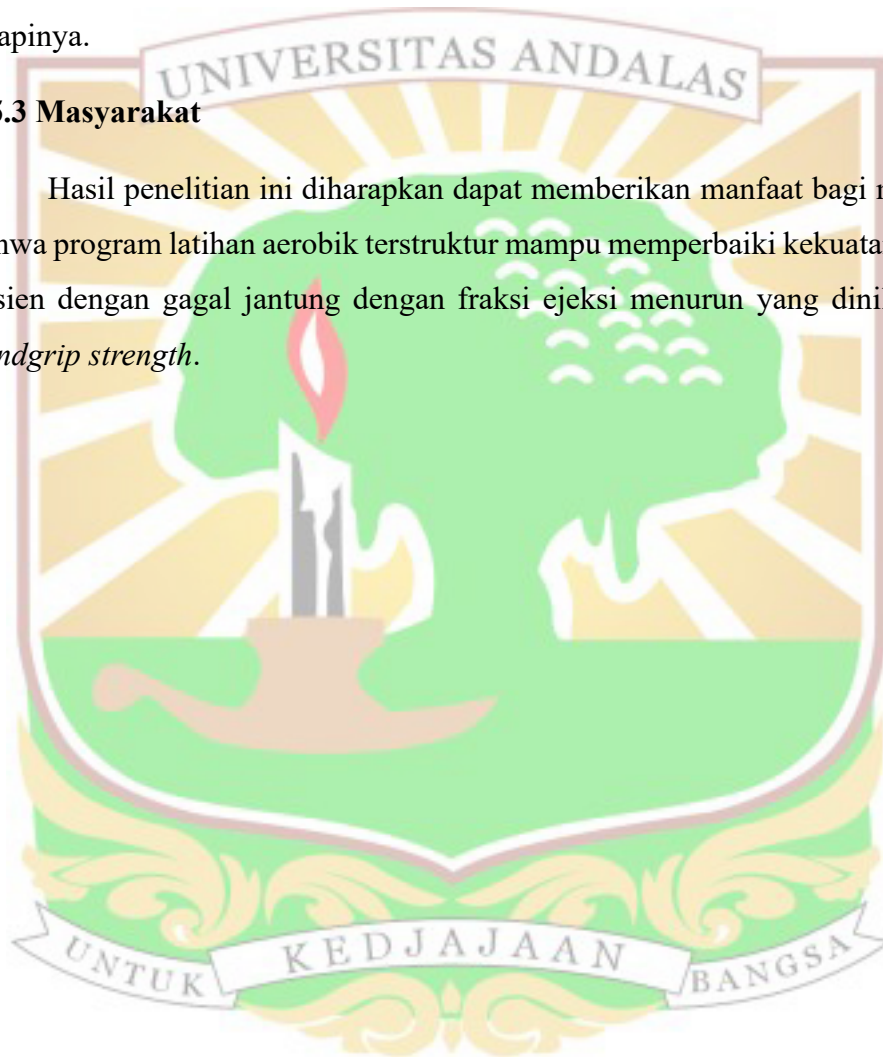 apinya.
UNIVERSITAS ANDALAS
5.3 Masyarakat
Hasil penelitian ini diharapkan dapat memberikan manfaat bagi
hwa program latihan aerobik terstruktur mampu memperbaiki kekuata
sien dengan gagal jantung dengan fraksi ejeksi menurun yang dini
ndgrip strength.
UNTUK KEDJAJAAN BANGSA